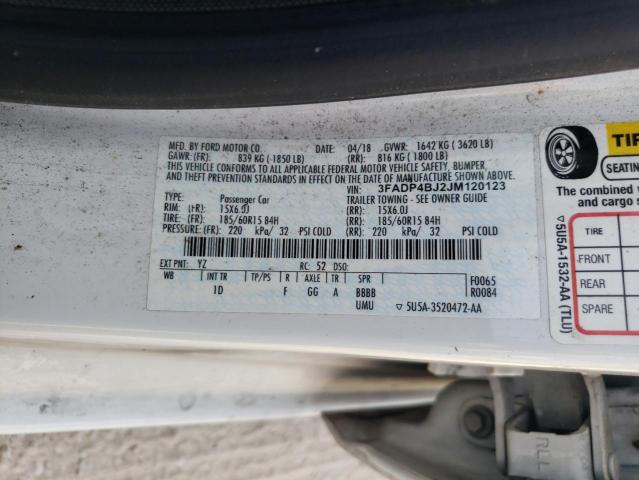 MFD. BY FORD MOTOR CO. DATE: 04/18 GVWR: 1642 KG ( 3620 LB)
GAWR: (FR): 839 KG ( 1850 LB) (RR): 816 KG ( 1800 LB)
THIS VEHICLE CONFORMS TO ALL APPLICABLE FEDERAL MOTOR VEHICLE SAFETY, BUMPER,
AND THEFT PREVENTION STANDARDS IN EFFECT ON THE DATE OF MANUFACTURE SHOWN ABOVE.
VIN: 3FADP4BJ2JM120123
TYPE: Passenger Car TRAILER TOWING - SEE OWNER GUIDE
RIM: (FR): 15X6.0J (RR): 15X6.0J
TIRE: (FR): 185/60R15 84H (RR): 185/60R15 84H
PRESSURE: (FR): 220 kPa/ 32 PSI COLD (RR): 220 kPa/ 32 PSI COLD
EXT PNT: YZ RC: 52 DSO:
WB INT TR TP/PS R AXLE TR SPR F0065
1D F GG A BBBB R0084
UMU ▽ 5U5A-3520472-AA
TIR
SEATING
The combined
and cargo s
TIRE
FRONT
REAR
SPARE
▽5U5A-1532-AA (TLU)
RLL